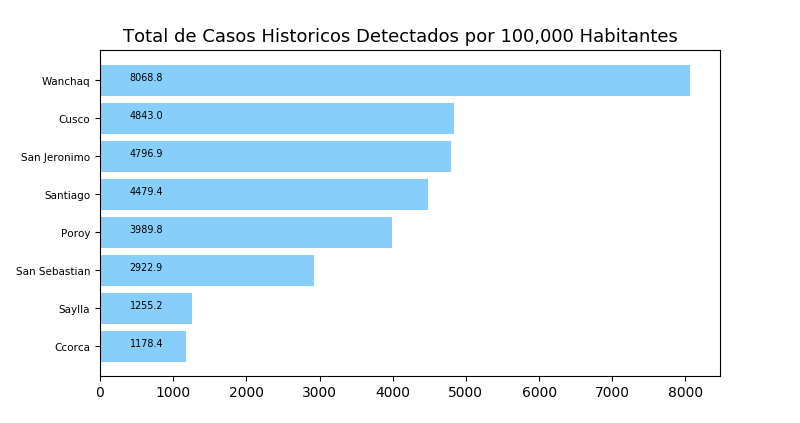 Total de Casos Historicos Detectados por 100,000 Habitantes
Wanchaq 8068.8
Cusco 4843.0
San Jeronimo 4796.9
Santiago 4479.4
Poroy 3989.8
San Sebastian 2922.9
Saylla 1255.2
Ccorca 1178.4
0 1000 2000 3000 4000 5000 6000 7000 8000